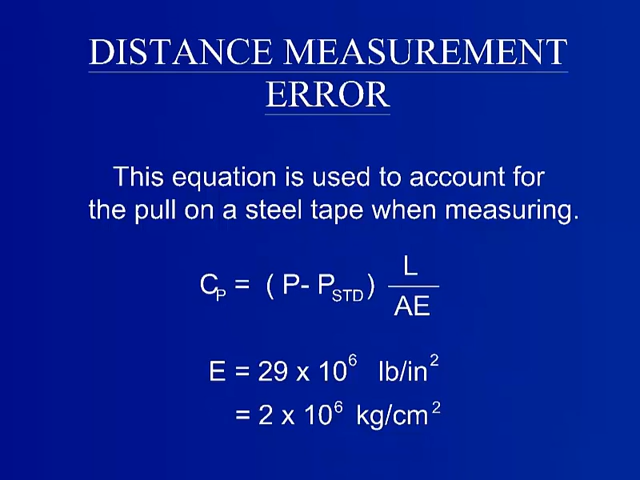 DISTANCE MEASUREMENT
ERROR
This equation is used to account for
the pull on a steel tape when measuring.
C_P = ( P- P_STD ) L/AE
E = 29 x 10^6 lb/in^2
= 2 x 10^6 kg/cm^2